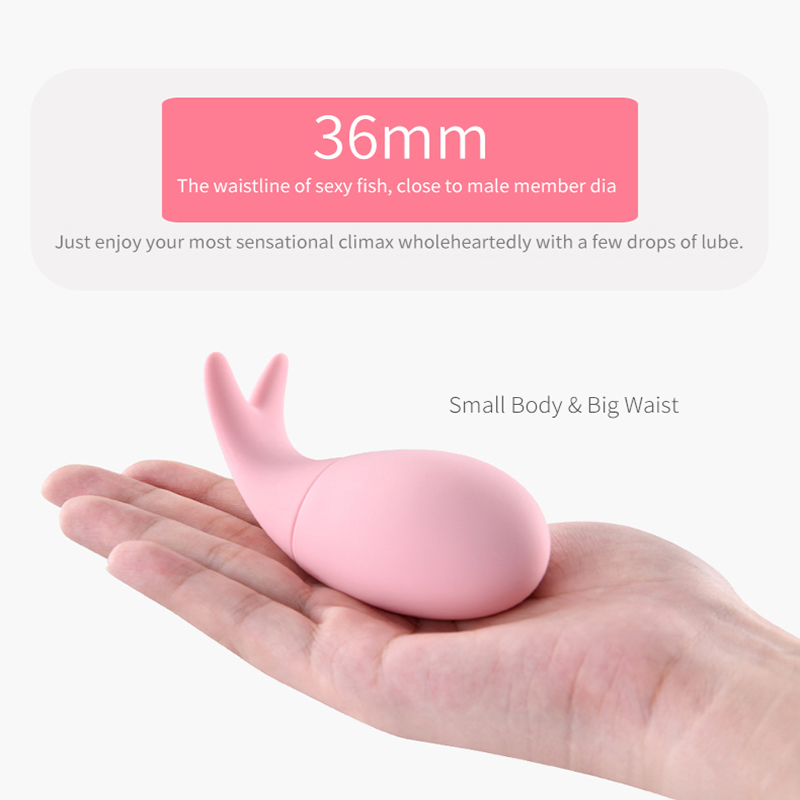 36mm
The waistline of sexy fish, close to male member dia
Just enjoy your most sensational climax wholeheartedly with a few drops of lube.
Small Body & Big Waist